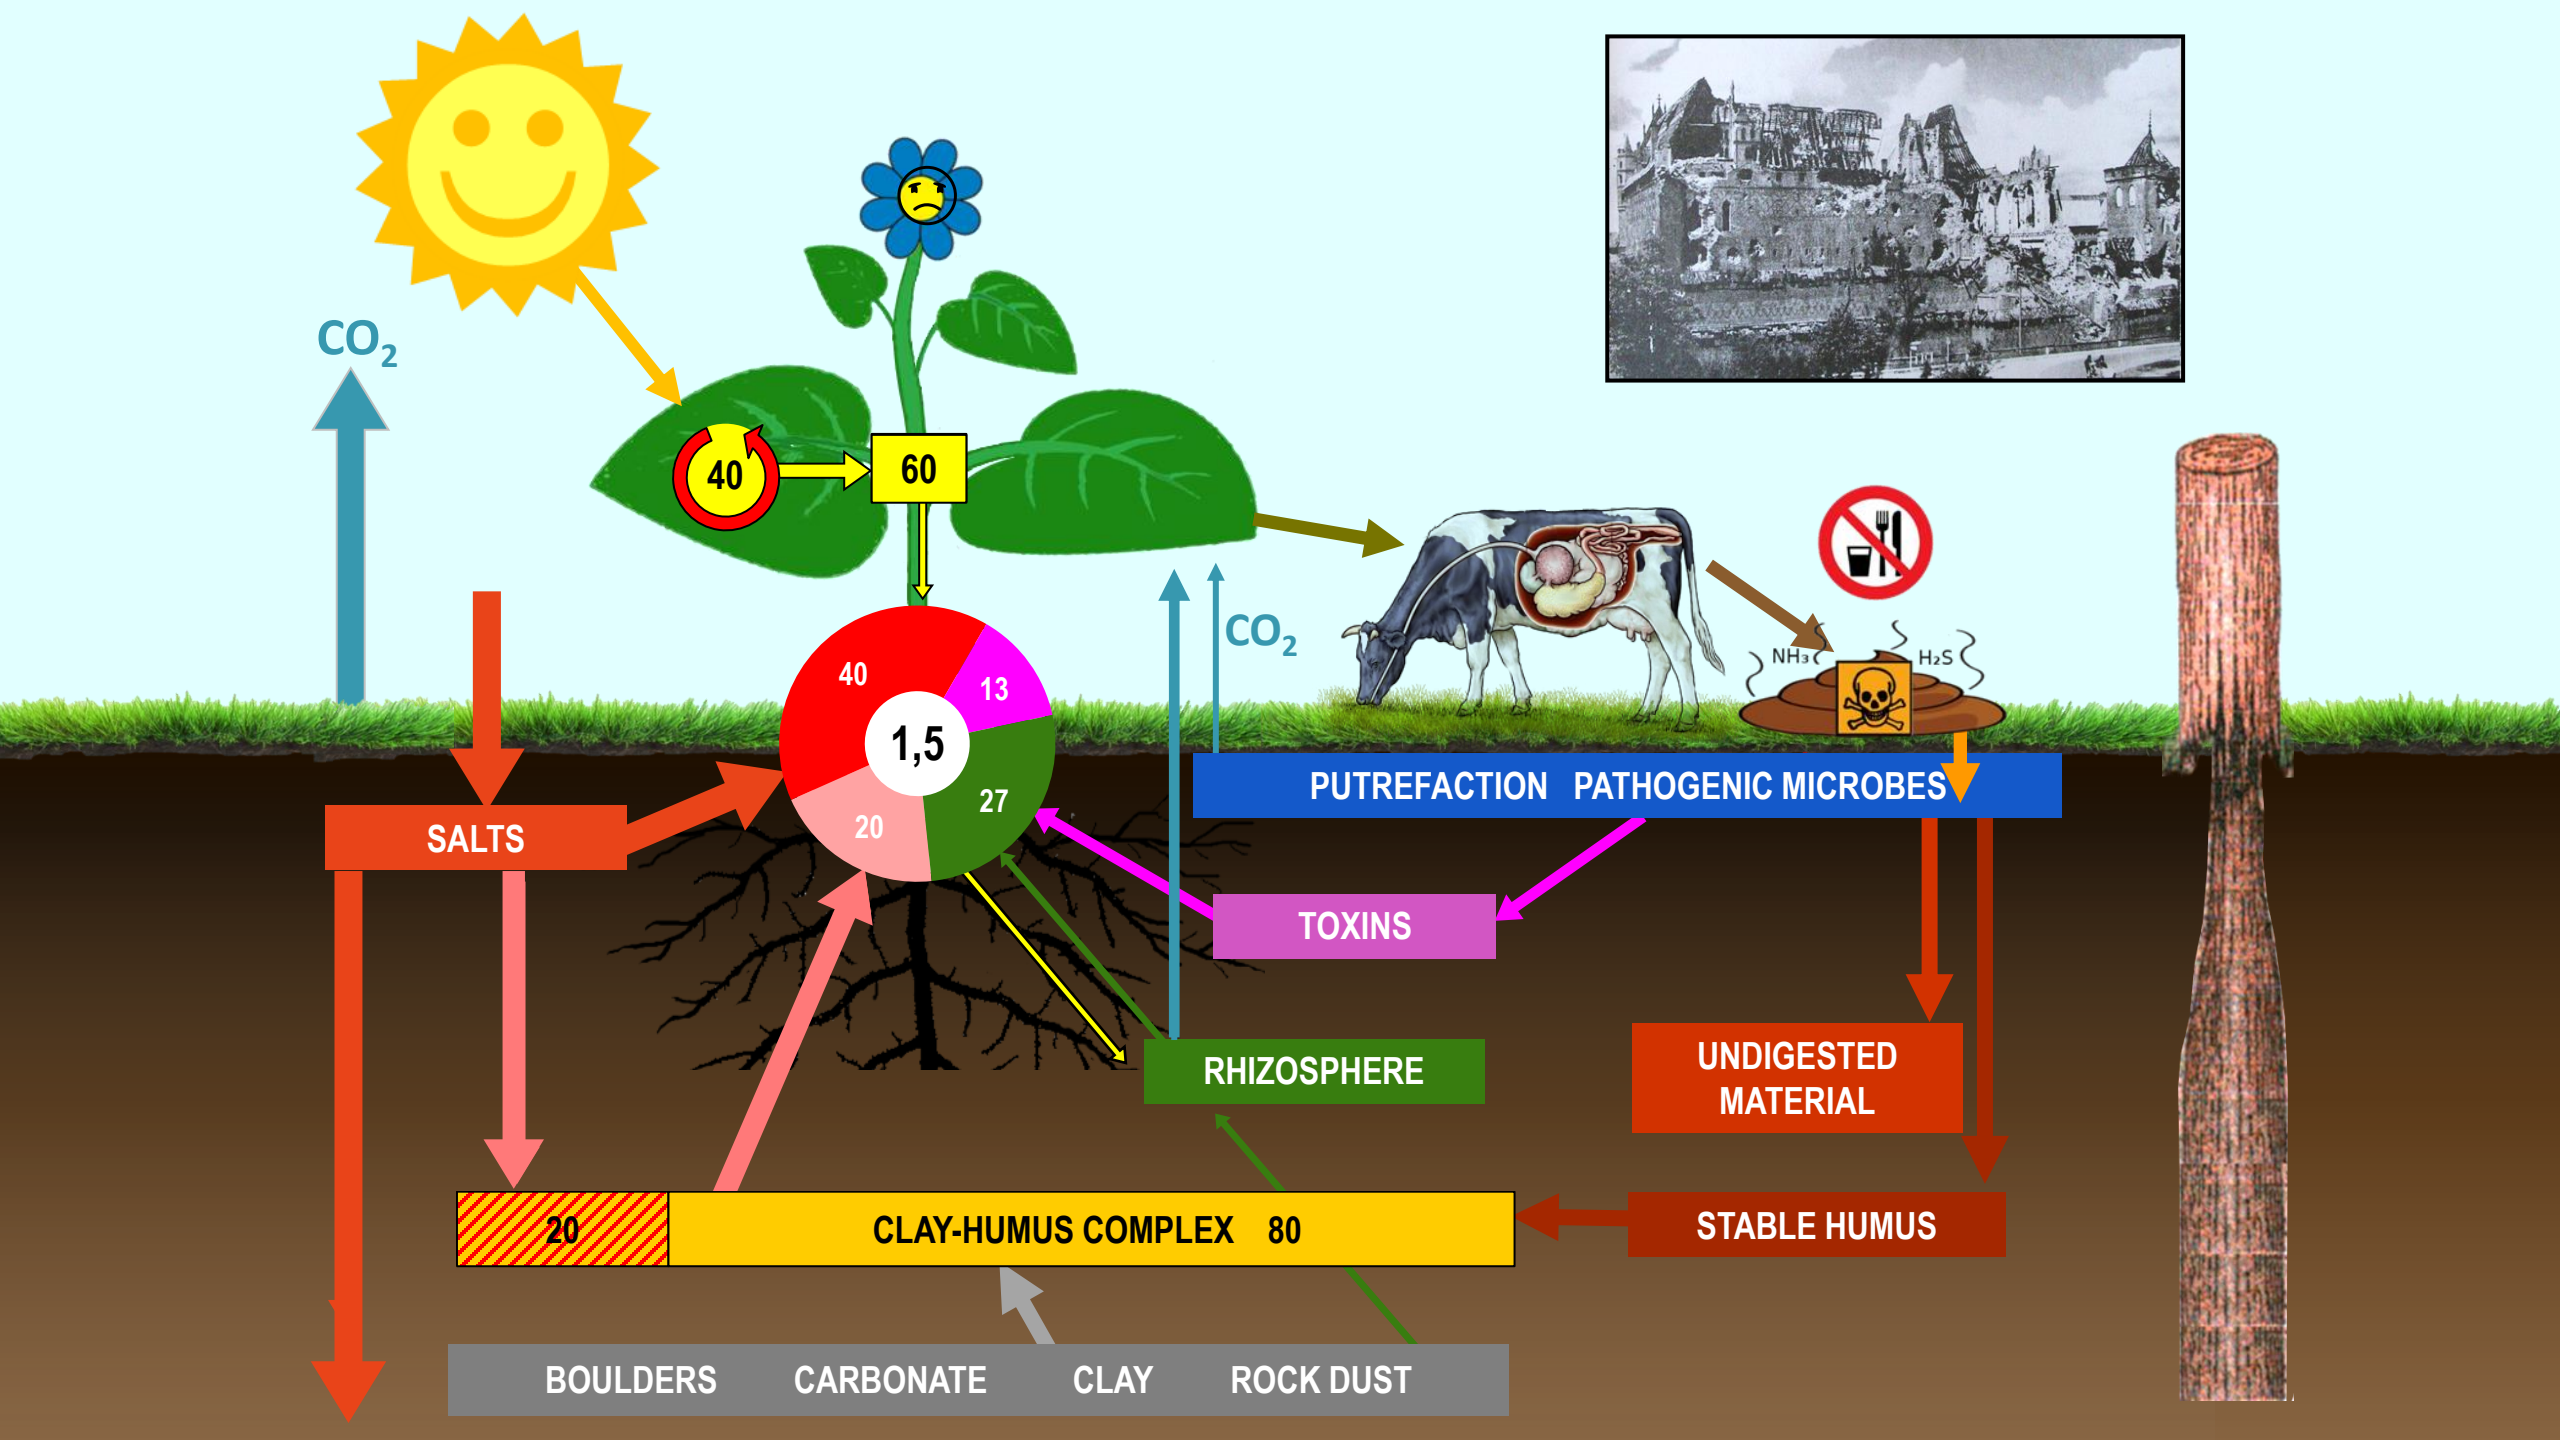 CO₂
40
60
CO₂
NH₃
H₂S
40
13
1,5
27
20
PUTREFACTION PATHOGENIC MICROBES
SALTS
TOXINS
RHIZOSPHERE
UNDIGESTED
MATERIAL
20
CLAY-HUMUS COMPLEX 80
STABLE HUMUS
BOULDERS CARBONATE CLAY ROCK DUST